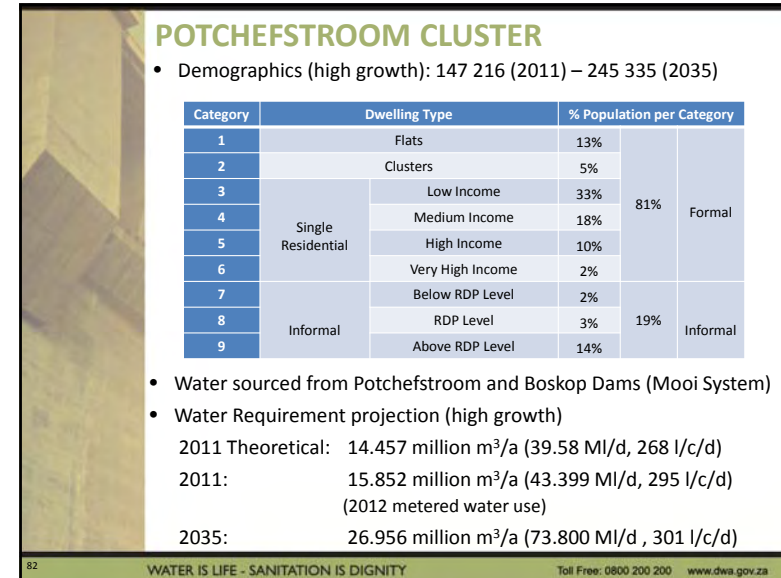 POTCHEFSTROOM CLUSTER
• Demographics (high growth): 147 216 (2011) – 245 335 (2035)
Category Dwelling Type % Population per Category
1 Flats 13%
2 Clusters 5%
3 Single Residential Low Income 33% 81% Formal
4 Medium Income 18%
5 High Income 10%
6 Very High Income 2%
7 Informal Below RDP Level 2% 19% Informal
8 RDP Level 3%
9 Above RDP Level 14%
• Water sourced from Potchefstroom and Boskop Dams (Mooi System)
• Water Requirement projection (high growth)
2011 Theoretical: 14.457 million m³/a (39.58 Ml/d, 268 l/c/d)
2011: 15.852 million m³/a (43.399 Ml/d, 295 l/c/d)
(2012 metered water use)
2035: 26.956 million m³/a (73.800 Ml/d , 301 l/c/d)
82 WATER IS LIFE - SANITATION IS DIGNITY Toll Free: 0800 200 200 www.dwa.gov.za